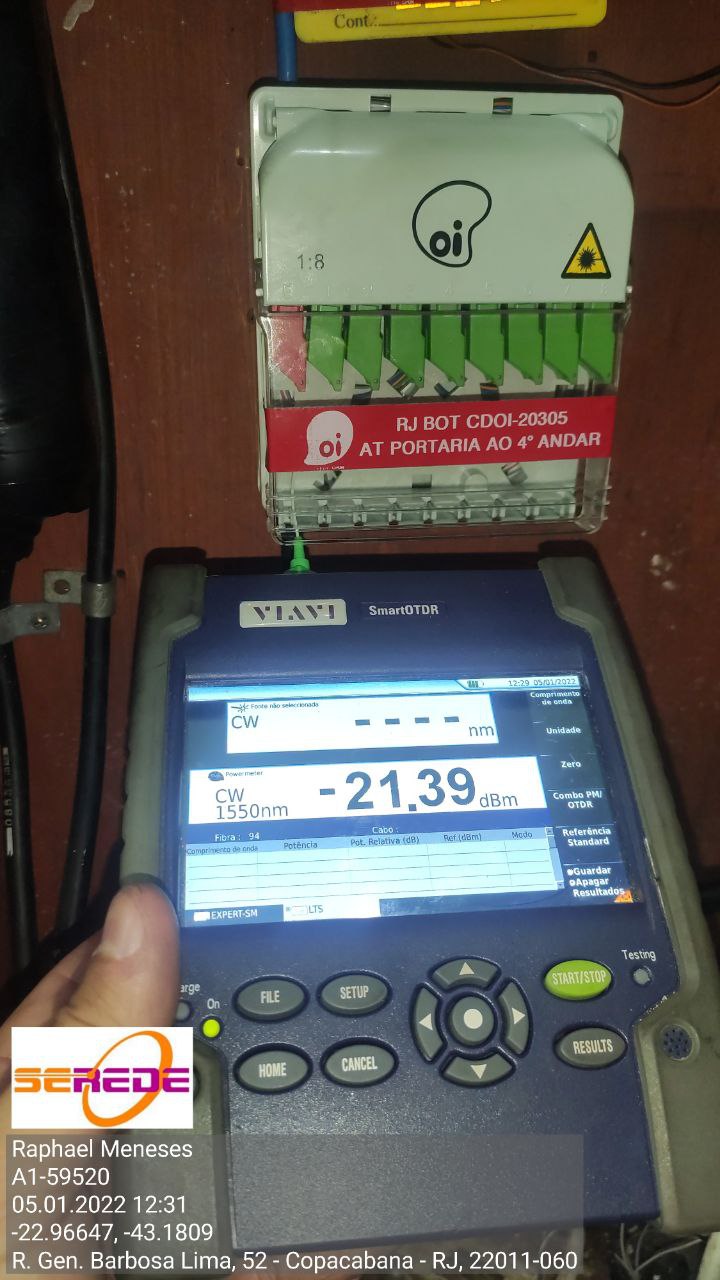 Cont.:
oi
1:8
oi
RJ BOT CDOI-20305
AT PORTARIA AO 4° ANDAR
VIAVI
SmartOTDR
12:29 05/01/2022
Fonte não seleccionada
CW
---- nm
Comprimento
de onda
Unidade
Powermeter
CW
1550nm
-21.39 dBm
Zero
Combo PM/
OTDR
Fibra : 94
Cabo :
Comprimento de onda Potência Pot. Relativa (dB) Ref.(dBm) Modo
Referência
Standard
Guardar
Apagar
Resultados
EXPERT-SM
LTS
arge
On
FILE
SETUP
START/STOP
Testing
HOME
CANCEL
RESULTS
SEREDE
Raphael Meneses
A1-59520
05.01.2022 12:31
-22.96647, -43.1809
R. Gen. Barbosa Lima, 52 - Copacabana - RJ, 22011-060